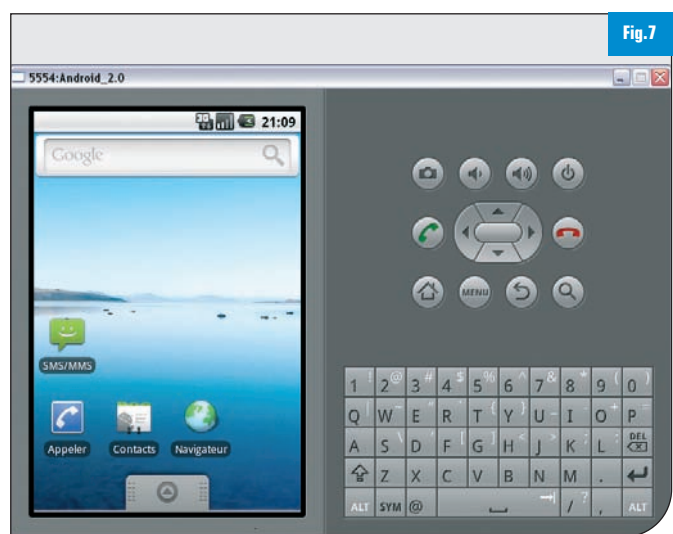 Fig.7
5554:Android_2.0
21:09
Google
SMS/MMS
Appeler Contacts Navigateur
MENU
1 ! 2 @ 3 # 4 $ 5 % 6 ^ 7 & 8 * 9 ( 0 )
Q | W ~ E " R ` T { Y } U - I O + P =
A S \ D ' F [ G ] H < J > K ; L : DEL
Z X C V B N M .
ALT SYM @ / ? , ALT